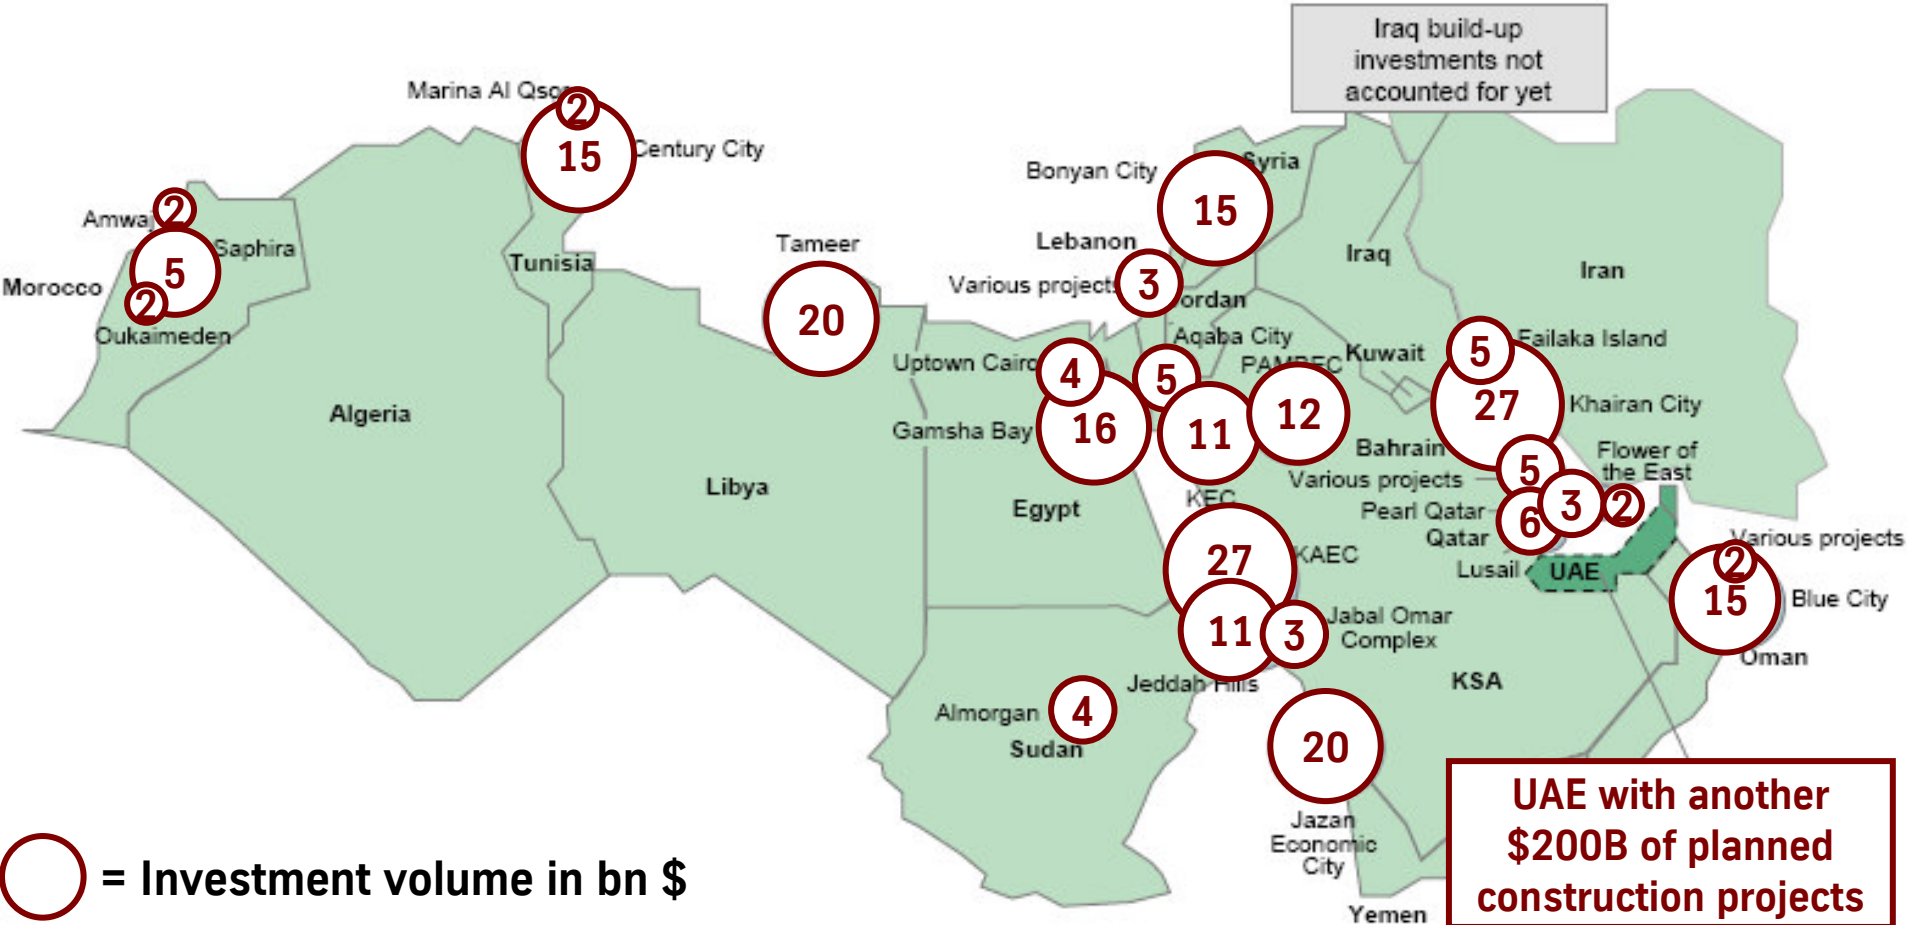 Iraq build-up
investments not
accounted for yet
Marina Al Qsor
2
15
Century City
Bonyan City
Syria
15
Amwaj
2
Saphira
5
Morocco
2
Oukaimeden
Tunisia
Tameer
20
Lebanon
Various projects
3
Jordan
Iraq
Iran
Aqaba City
Uptown Cairo
4
5
Kuwait
5
Failaka Island
Algeria
Gamsha Bay
16
11
12
27
Khairan City
Bahrain
Various projects
5
Flower of
the East
Libya
Egypt
KEC
Pearl Qatar
Qatar
6
3
2
Lusail
UAE
27
KAEC
Various projects
2
15
Blue City
Oman
11
3
Jabal Omar
Complex
Jeddah Hills
KSA
Almorgan
4
Sudan
20
Jazan
Economic
City
Yemen
UAE with another
$200B of planned
construction projects
= Investment volume in bn $